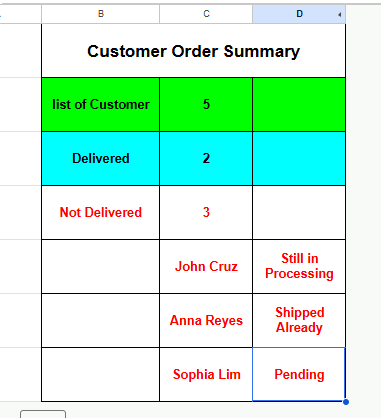 B C D
Customer Order Summary
list of Customer 5
Delivered 2
Not Delivered 3
John Cruz Still in
Processing
Anna Reyes Shipped
Already
Sophia Lim Pending